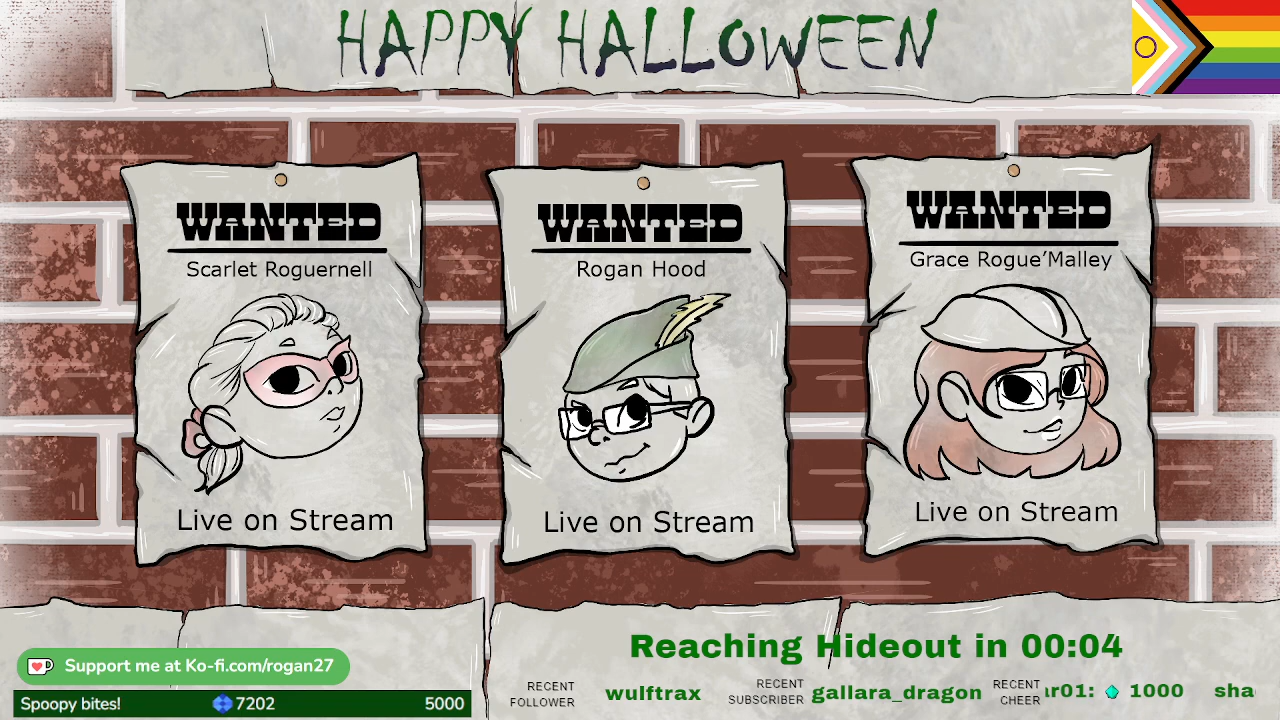 HAPPY HALLOWEEN
WANTED
Scarlet Roguernell
Live on Stream
WANTED
Rogan Hood
Live on Stream
WANTED
Grace Rogue’Malley
Live on Stream
Reaching Hideout in 00:04
Support me at Ko-fi.com/rogan27
Spoopy bites! 7202 5000
RECENT FOLLOWER
wulftrax
RECENT SUBSCRIBER
gallara_dragon
RECENT CHEER
r01: 1000 sha